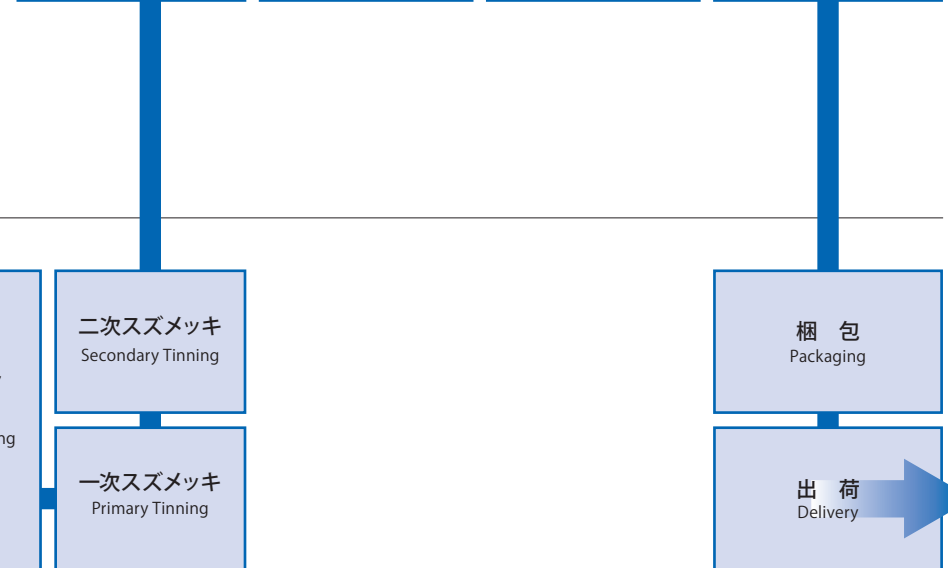 二次スズメッキ
Secondary Tinning
梱　包
Packaging
ng
一次スズメッキ
Primary Tinning
出　荷
Delivery